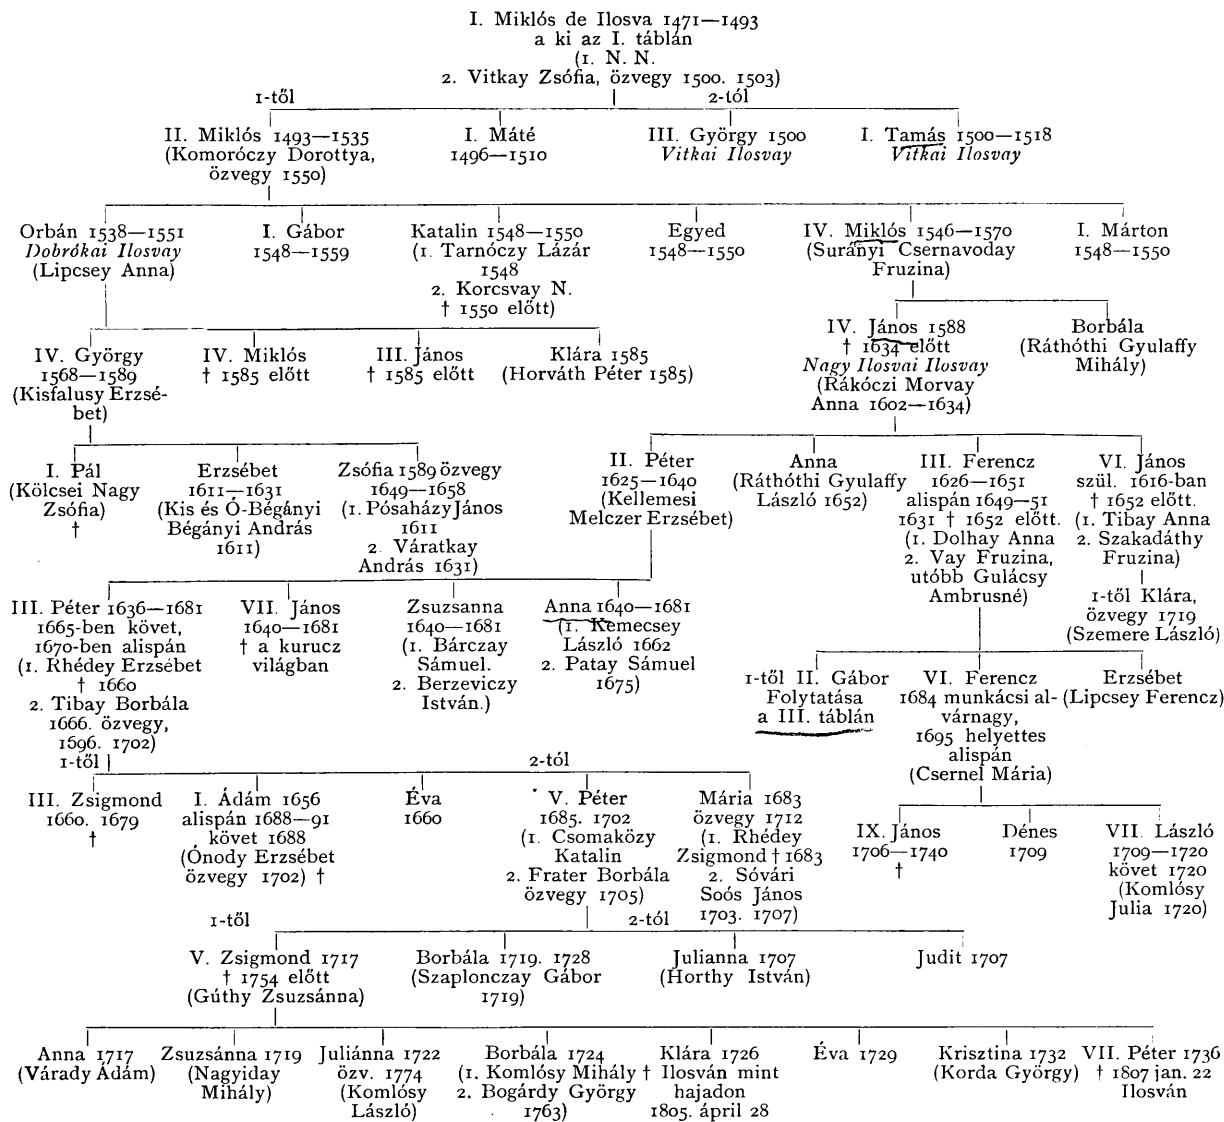 I. Miklós de Ilosva 1471—1493
a ki az I. táblán
(1. N. N.
2. Vitkay Zsófia, özvegy 1500. 1503)
1-től
2-tól
II. Miklós 1493—1535
(Komoróczy Dorottya,
özvegy 1550)
I. Máté
1496—1510
III. György 1500
Vitkai Ilosvay
I. Tamás 1500—1518
Vitkai Ilosvay
Orbán 1538—1551
Dobrókai Ilosvay
(Lipcsey Anna)
I. Gábor
1548—1559
Katalin 1548—1550
(1. Tarnóczy Lázár
1548
2. Korcsvay N.
† 1550 előtt)
Egyed
1548—1550
IV. Miklós 1546—1570
(Surányi Csernavoday
Fruzina)
I. Márton
1548—1550
IV. György
1568—1589
(Kisfalusy Erzsé-
bet)
IV. Miklós
† 1585 előtt
III. János
† 1585 előtt
Klára 1585
(Horváth Péter 1585)
IV. János 1588
† 1634 előtt
Nagy Ilosvai Ilosvay
(Rákóczi Morvay
Anna 1602—1634)
Borbála
(Ráthóthi Gyulaffy
Mihály)
I. Pál
(Kölcsei Nagy
Zsófia)
†
Erzsébet
1611—1631
(Kis és Ó-Bégányi
Bégányi András
1611)
Zsófia 1589 özvegy
1649—1658
(1. Pósaházy János
1611
2. Váratkay
András 1631)
II. Péter
1625—1640
(Kellemesi
Melczer Erzsébet)
Anna
(Ráthóthi Gyulaffy
László 1652)
III. Ferencz
1626—1651
alispán 1649—51
1631 † 1652 előtt.
(1. Dolhay Anna
2. Vay Fruzina,
utóbb Gulácsy
Ambrusné)
VI. János
szül. 1616-ban
† 1652 előtt.
(1. Tibay Anna
2. Szakadáthy
Fruzina)
1-től Klára,
özvegy 1719
(Szemere László)
III. Péter 1636—1681
1665-ben követ,
1670-ben alispán
(1. Rhédey Erzsébet
† 1660
2. Tibay Borbála
1666. özvegy,
1696. 1702)
VII. János
1640—1681
† a kurucz
világban
Zsuzsanna
1640—1681
(1. Bárczay
Sámuel.
2. Berzeviczy
István.)
Anna 1640—1681
(1. Kemecsey
László 1662
2. Patay Sámuel
1675)
1-től II. Gábor
Folytatása
a III. táblán
VI. Ferencz
1684 munkácsi al-
várnagy,
1695 helyettes
alispán
(Csernel Mária)
Erzsébet
(Lipcsey Ferencz)
1-től
2-tól
III. Zsigmond
1660. 1679
†
I. Ádám 1656
alispán 1688—91
követ 1688
(Ónody Erzsébet
özvegy 1702) †
Éva
1660
V. Péter
1685. 1702
(1. Csomaközy
Katalin
2. Frater Borbála
özvegy 1705)
Mária 1683
özvegy 1712
(1. Rhédey
Zsigmond † 1683
2. Sóvári
Soós János
1703. 1707)
IX. János
1706—1740
†
Dénes
1709
VII. László
1709—1720
követ 1720
(Komlósy
Julia 1720)
1-től
2-tól
V. Zsigmond 1717
† 1754 előtt
(Gúthy Zsuzsánna)
Borbála 1719. 1728
(Szaplonczay Gábor
1719)
Julianna 1707
(Horthy István)
Judit 1707
Anna 1717
(Várady Ádám)
Zsuzsánna 1719
(Nagyiday
Mihály)
Juliánna 1722
özv. 1774
(Komlósy
László)
Borbála 1724
(1. Komlósy Mihály
2. Bogárdy György
1763)
Klára 1726
† Ilosván mint
hajadon
1805. ápril 28
Éva 1729
Krisztina 1732
(Korda György)
VII. Péter 1736
† 1807 jan. 22
Ilosván